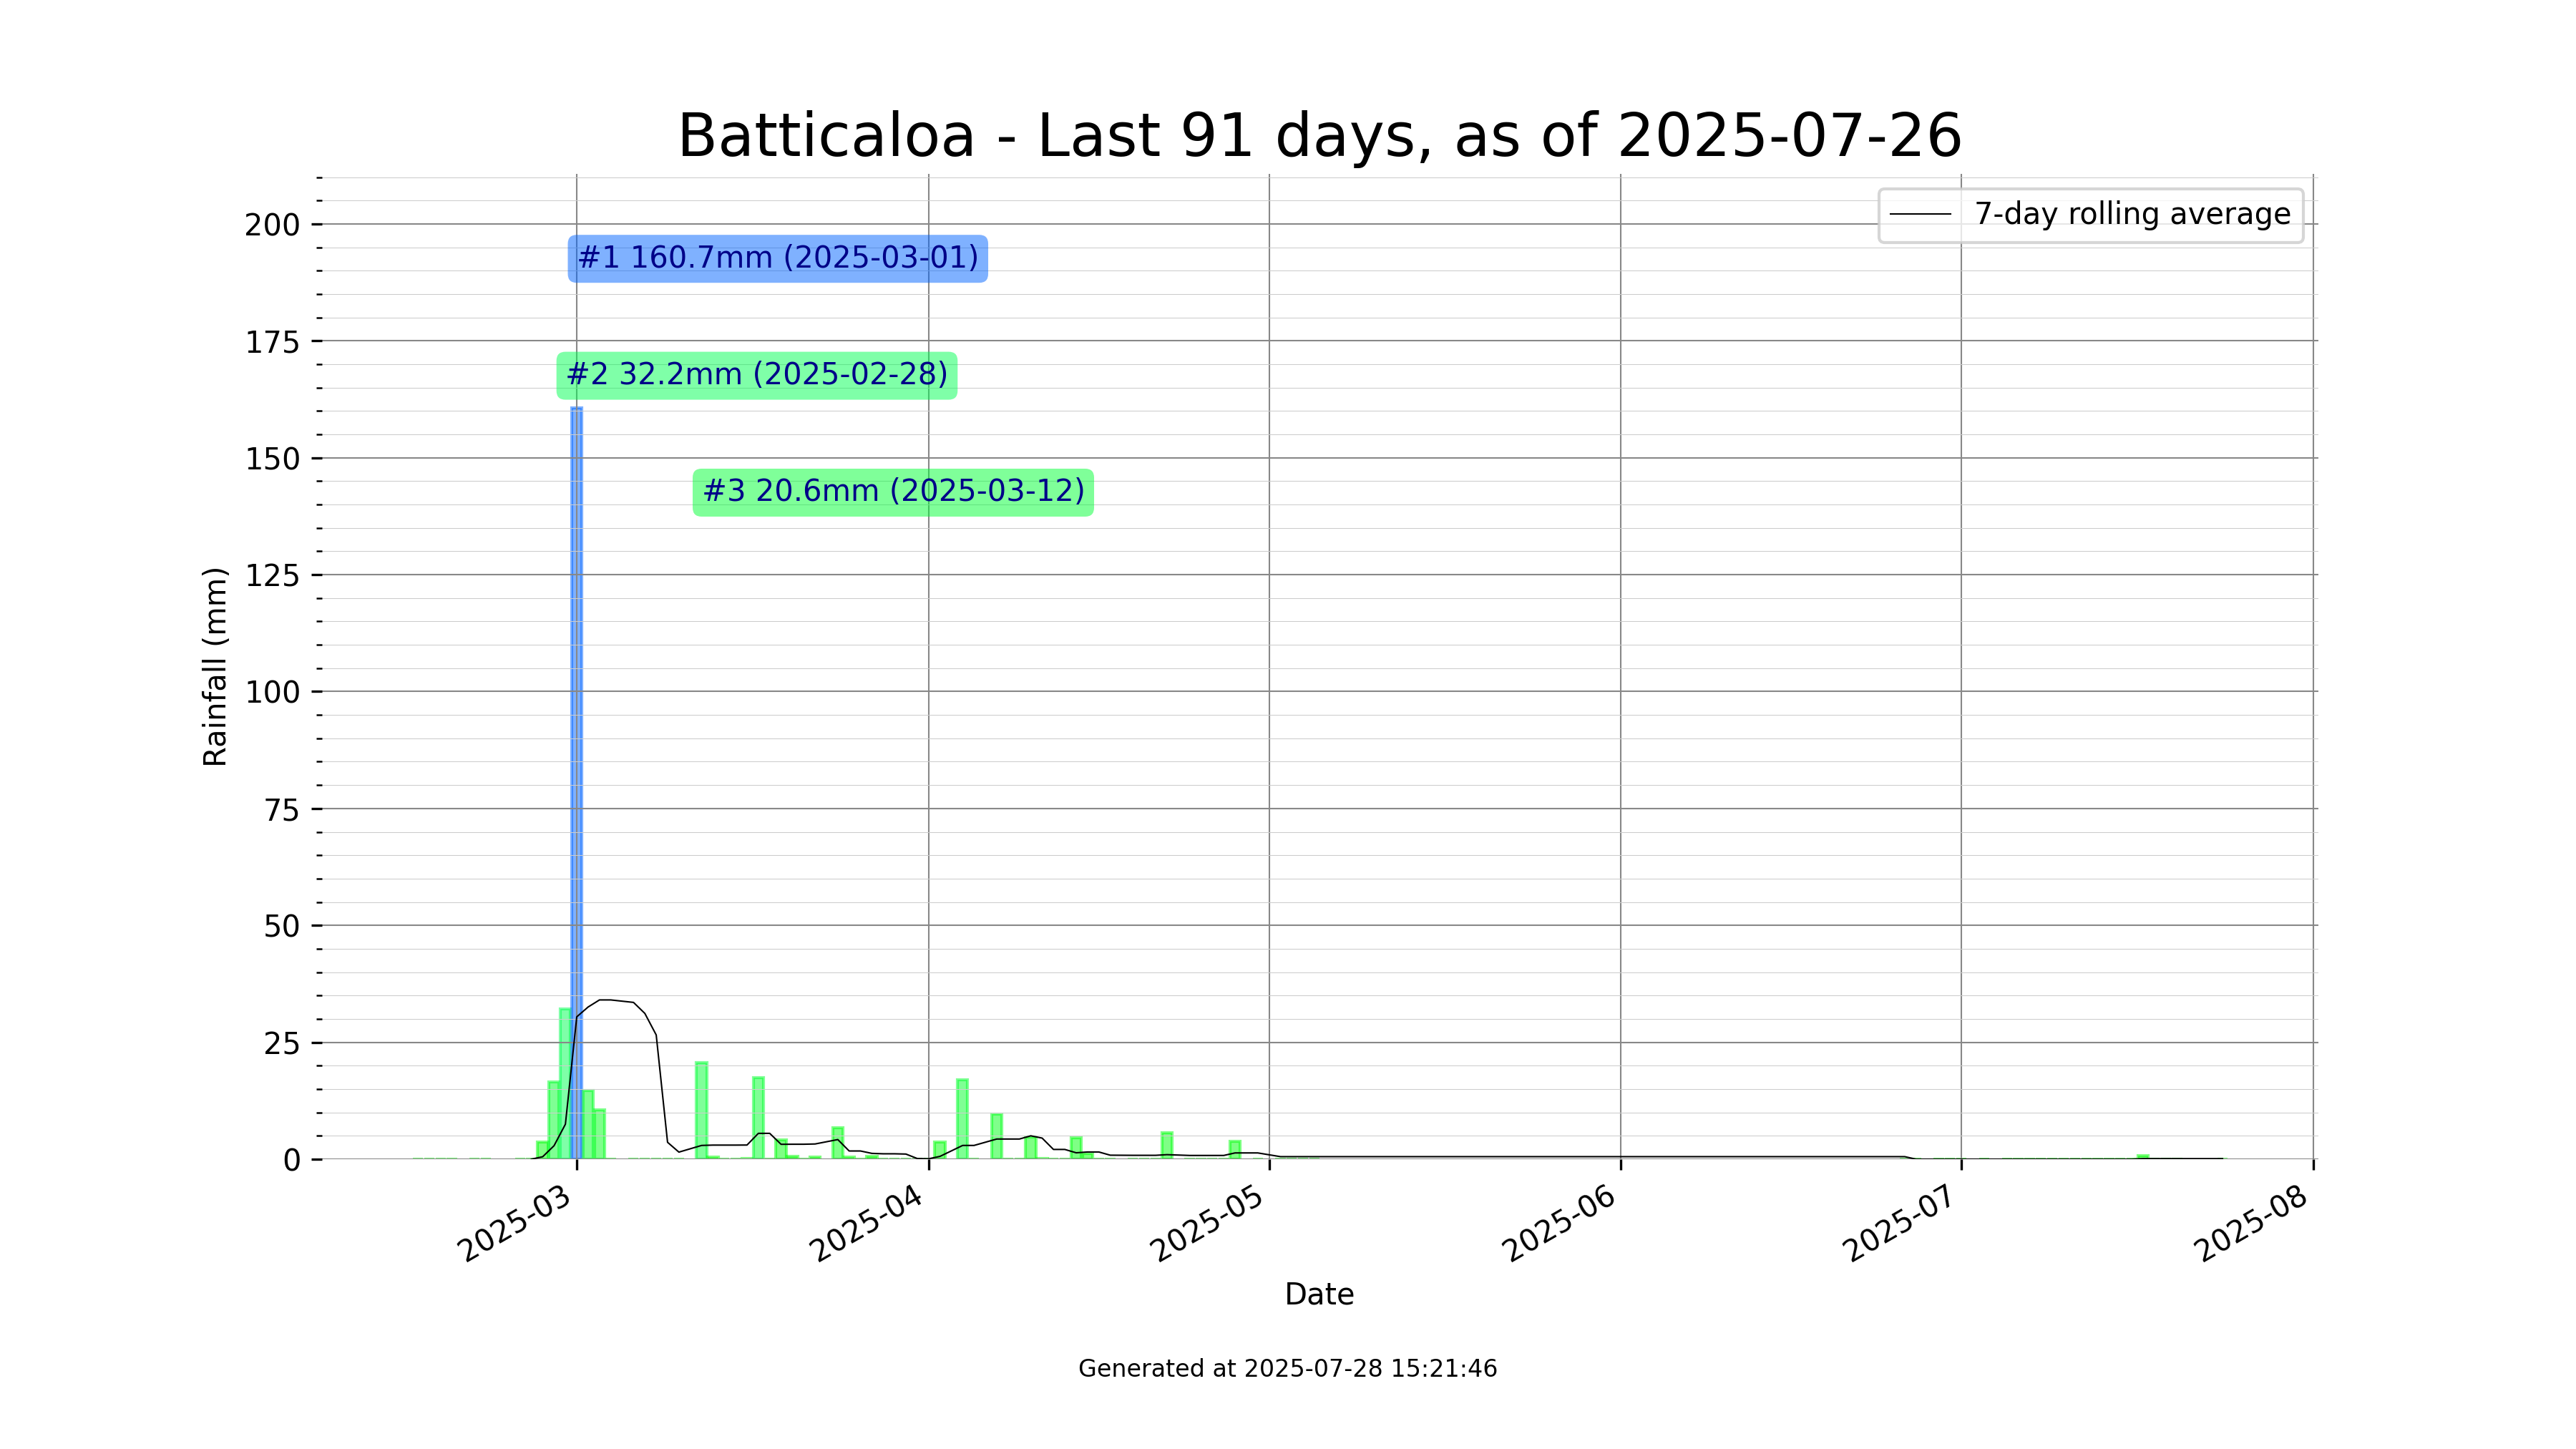 Batticaloa - Last 91 days, as of 2025-07-26
7-day rolling average
200
#1 160.7mm (2025-03-01)
175
#2 32.2mm (2025-02-28)
150
#3 20.6mm (2025-03-12)
125
100
75
50
25
0
Rainfall (mm)
2025-03
2025-04
2025-05
2025-06
2025-07
2025-08
Date
Generated at 2025-07-28 15:21:46